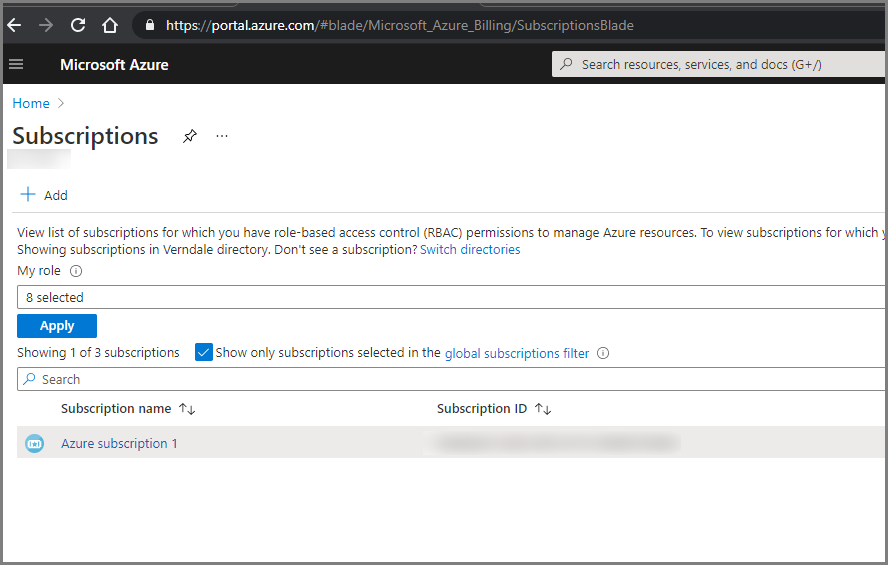 https://portal.azure.com/#blade/Microsoft_Azure_Billing/SubscriptionsBlade
Microsoft Azure
Search resources, services, and docs (G+/)
Home
Subscriptions
Add
View list of subscriptions for which you have role-based access control (RBAC) permissions to manage Azure resources. To view subscriptions for which
Showing subscriptions in Verndale directory. Don't see a subscription? Switch directories
My role
8 selected
Apply
Showing 1 of 3 subscriptions Show only subscriptions selected in the global subscriptions filter
Search
Subscription name Subscription ID
Azure subscription 1